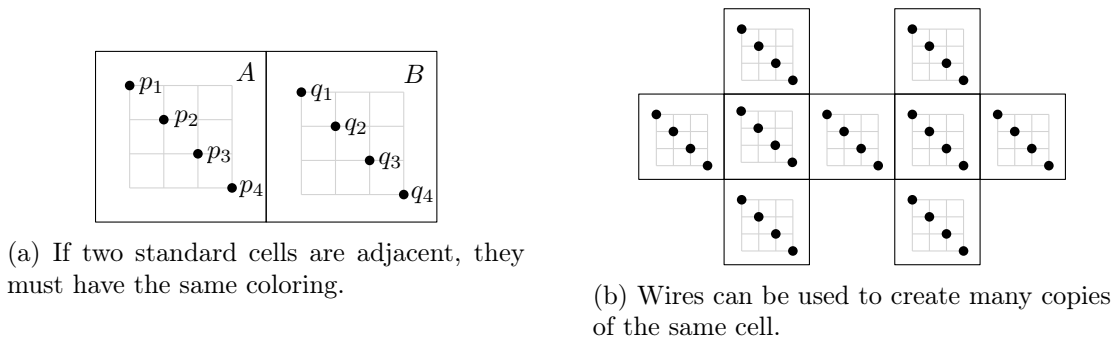 A
B
p1
p2
p3
p4
q1
q2
q3
q4
(a) If two standard cells are adjacent, they
must have the same coloring.
(b) Wires can be used to create many copies
of the same cell.